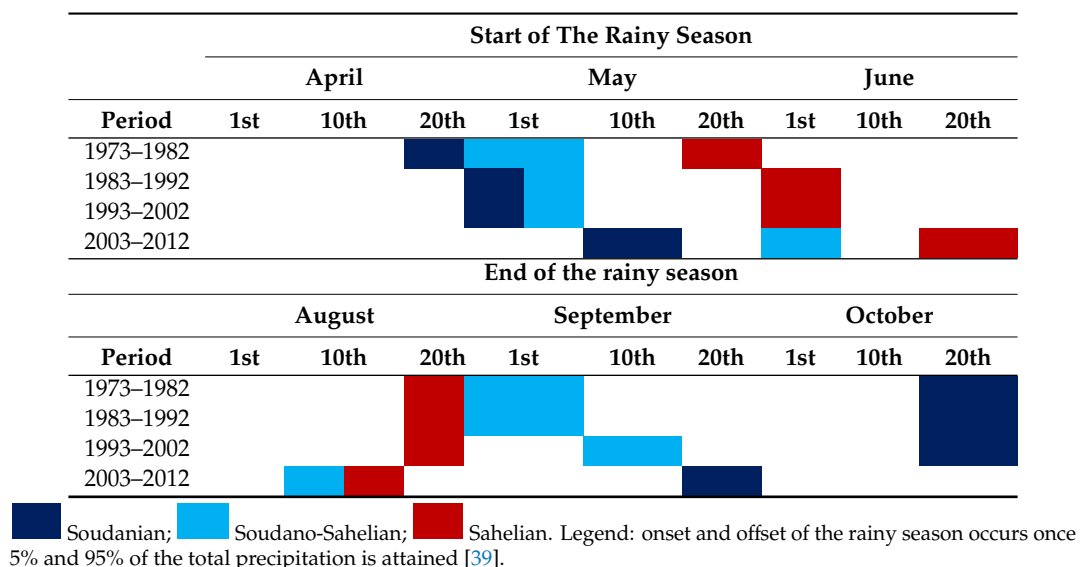 Start of The Rainy Season
April May June
Period 1st 10th 20th 1st 10th 20th 1st 10th 20th
1973–1982
1983–1992
1993–2002
2003–2012
End of the rainy season
August September October
Period 1st 10th 20th 1st 10th 20th 1st 10th 20th
1973–1982
1983–1992
1993–2002
2003–2012
Soudanian; Soudano-Sahelian; Sahelian. Legend: onset and offset of the rainy season occurs once
5% and 95% of the total precipitation is attained [39].